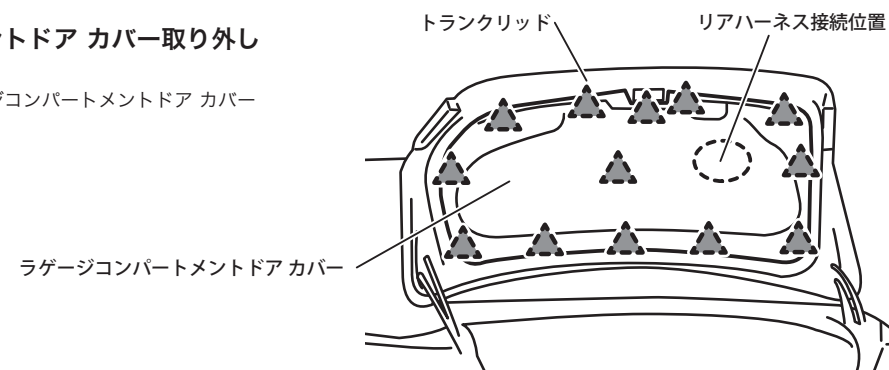 トランクリッド
リアハーネス接続位置
ントドア カバー取り外し
ジコンパートメントドア カバー
ラゲージコンパートメントドア カバー